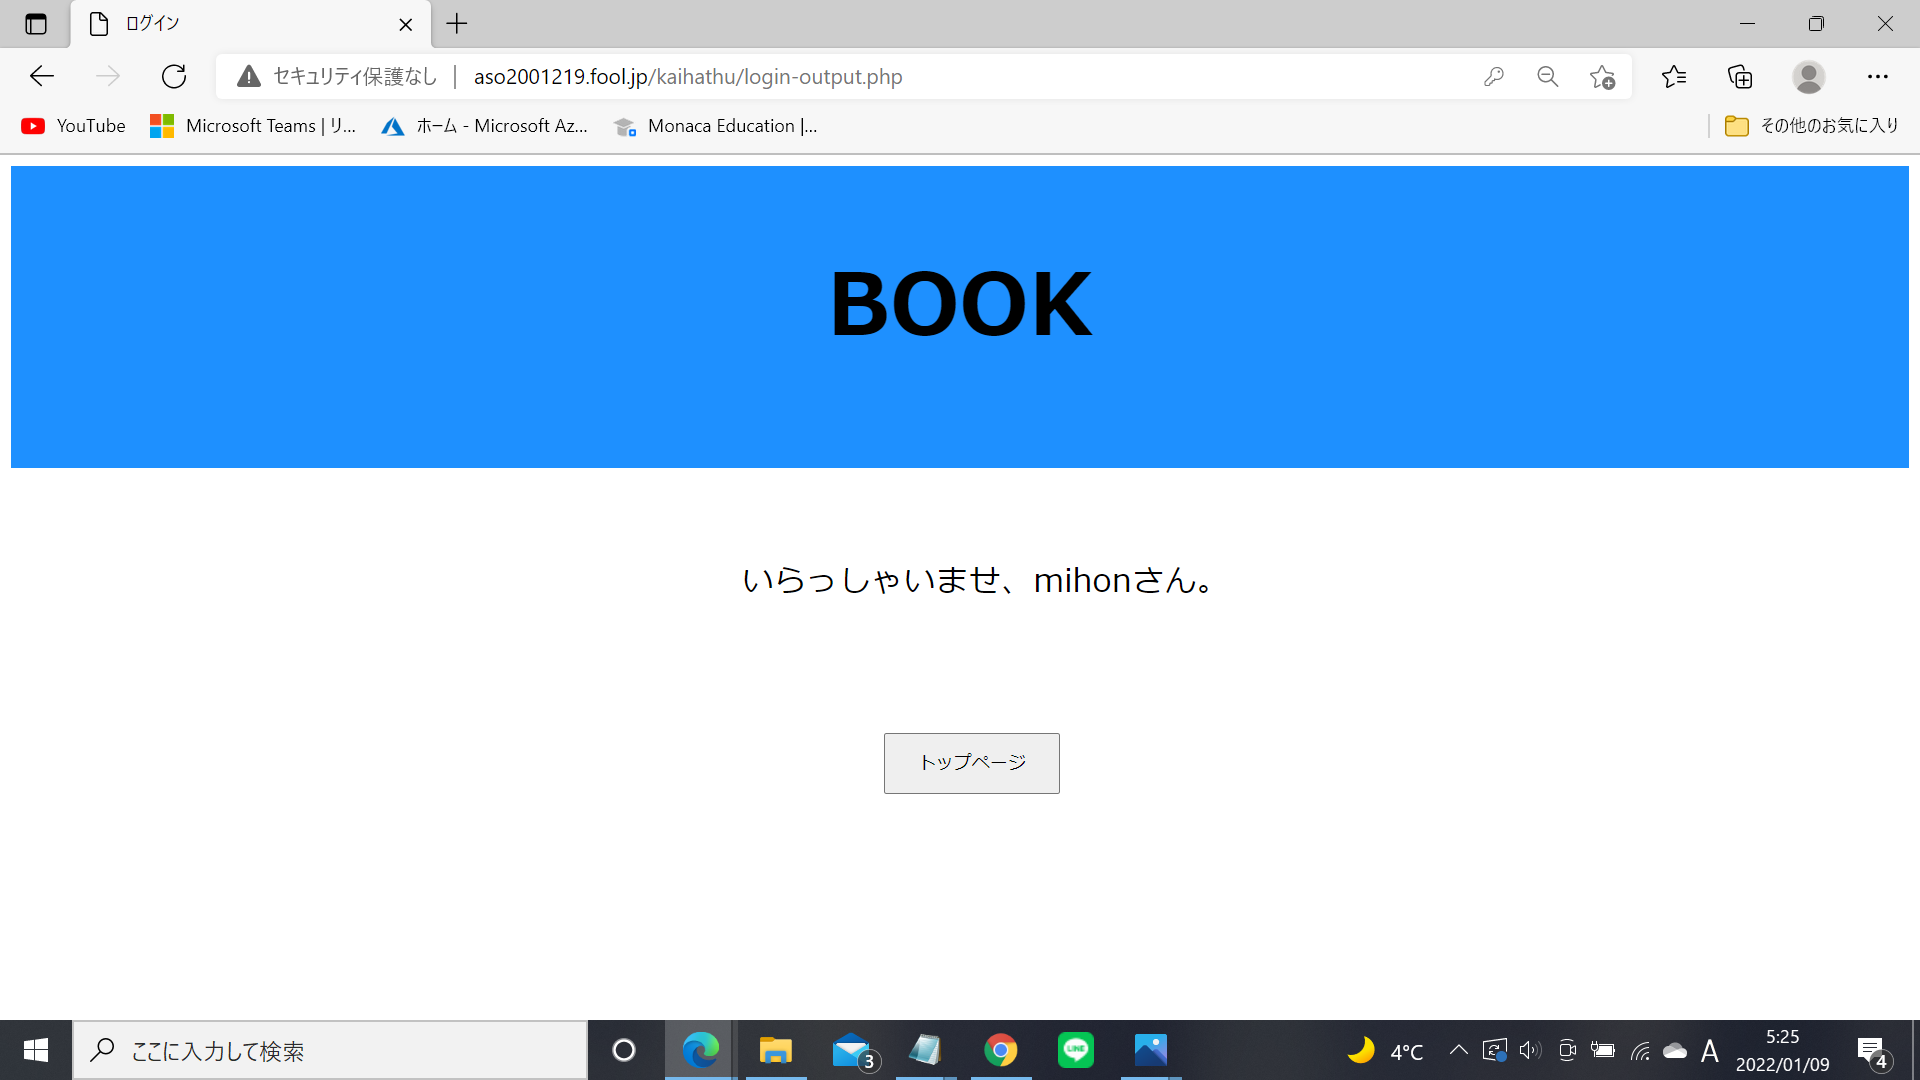 ログイン
セキュリティ保護なし
aso2001219.fool.jp/kaihathu/login-output.php
YouTube
Microsoft Teams | リ...
ホーム - Microsoft Az...
Monaca Education |...
その他のお気に入り
BOOK
いらっしゃいませ、mihonさん。
トップページ
ここに入力して検索
3
LINE
4°C
A
5:25
2022/01/09
4